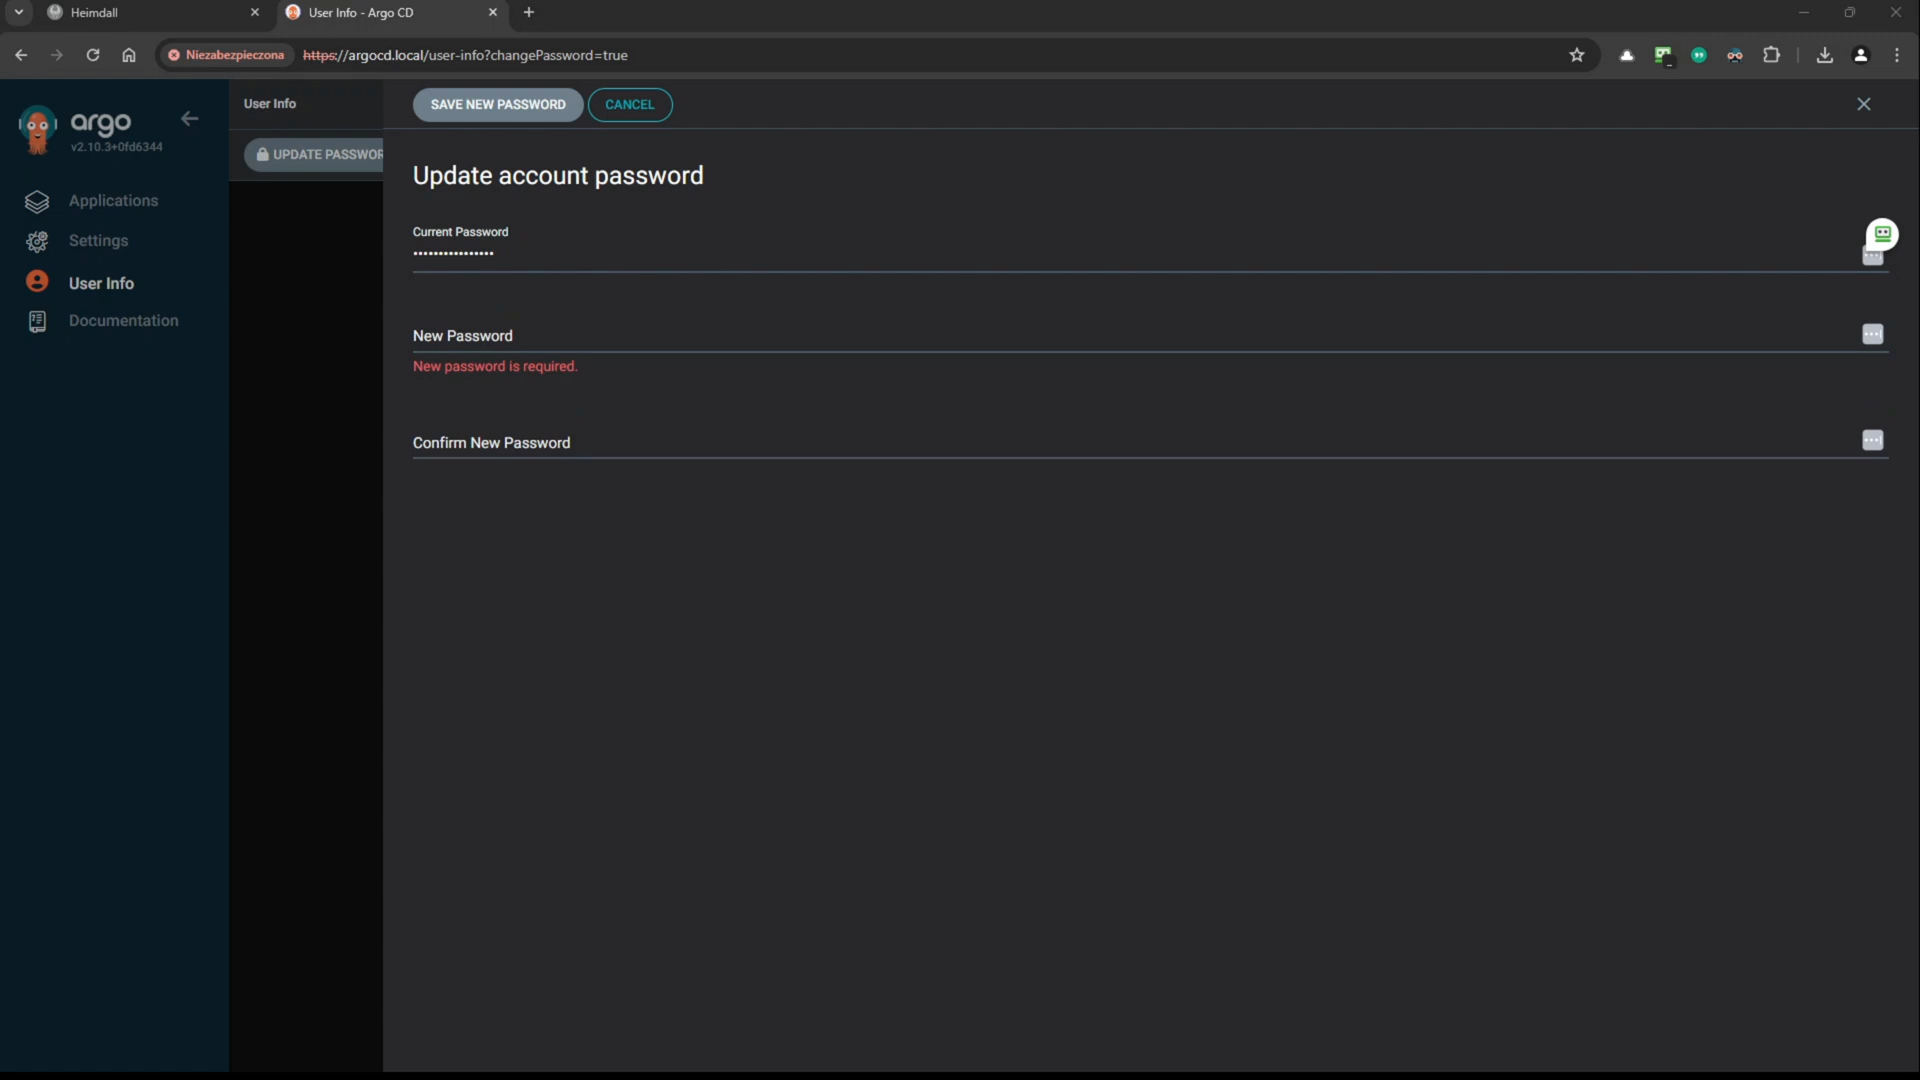 Heimdall
User Info - Argo CD
Niezabezpieczona
https://argocd.local/user-info?changePassword=true
argo
v2.10.3+0fd6344
Applications
Settings
User Info
Documentation
User Info
UPDATE PASSWOR
SAVE NEW PASSWORD
CANCEL
Update account password
Current Password
••••••••••••••••
New Password
New password is required.
Confirm New Password